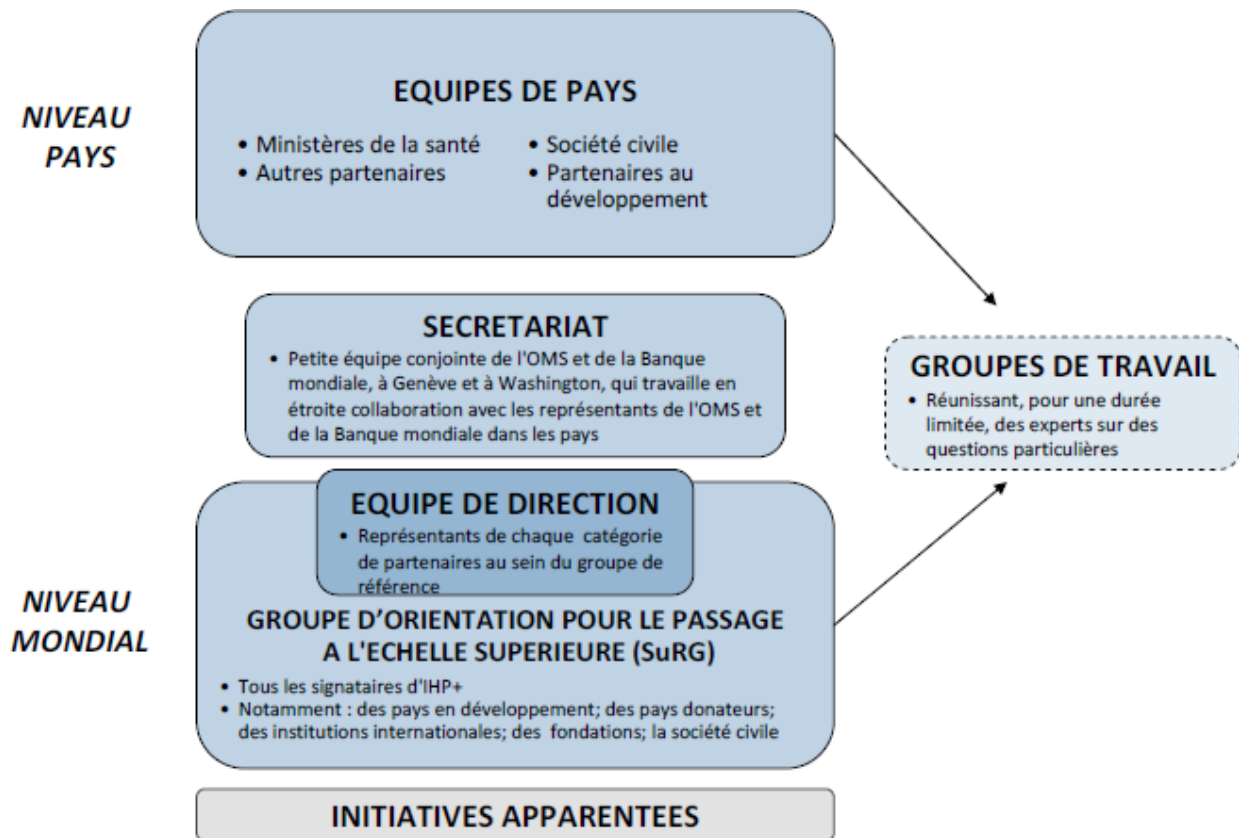 NIVEAU
PAYS
EQUIPES DE PAYS
• Ministères de la santé
• Autres partenaires
• Société civile
• Partenaires au
développement
SECRETARIAT
• Petite équipe conjointe de l'OMS et de la Banque
mondiale, à Genève et à Washington, qui travaille en
étroite collaboration avec les représentants de l'OMS et
de la Banque mondiale dans les pays
GROUPES DE TRAVAIL
• Réunissant, pour une durée
limitée, des experts sur des
questions particulières
EQUIPE DE DIRECTION
• Représentants de chaque catégorie
de partenaires au sein du groupe de
référence
NIVEAU
MONDIAL
GROUPE D’ORIENTATION POUR LE PASSAGE
A L'ECHELLE SUPERIEURE (SuRG)
• Tous les signataires d'IHP+
• Notamment : des pays en développement; des pays donateurs;
des institutions internationales; des fondations; la société civile
INITIATIVES APPARENTEES